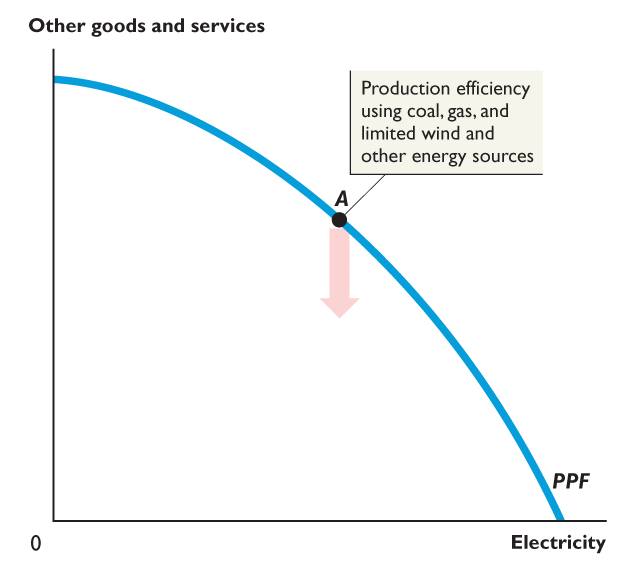 Other goods and services
Production efficiency
using coal, gas, and
limited wind and
other energy sources
A
PPF
0
Electricity